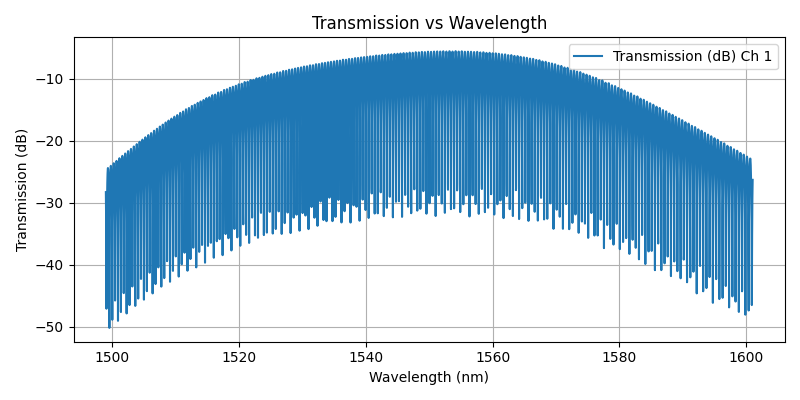 Transmission vs Wavelength
Transmission (dB) Ch 1
Transmission (dB)
−10
−20
−30
−40
−50
1500
1520
1540
1560
1580
1600
Wavelength (nm)